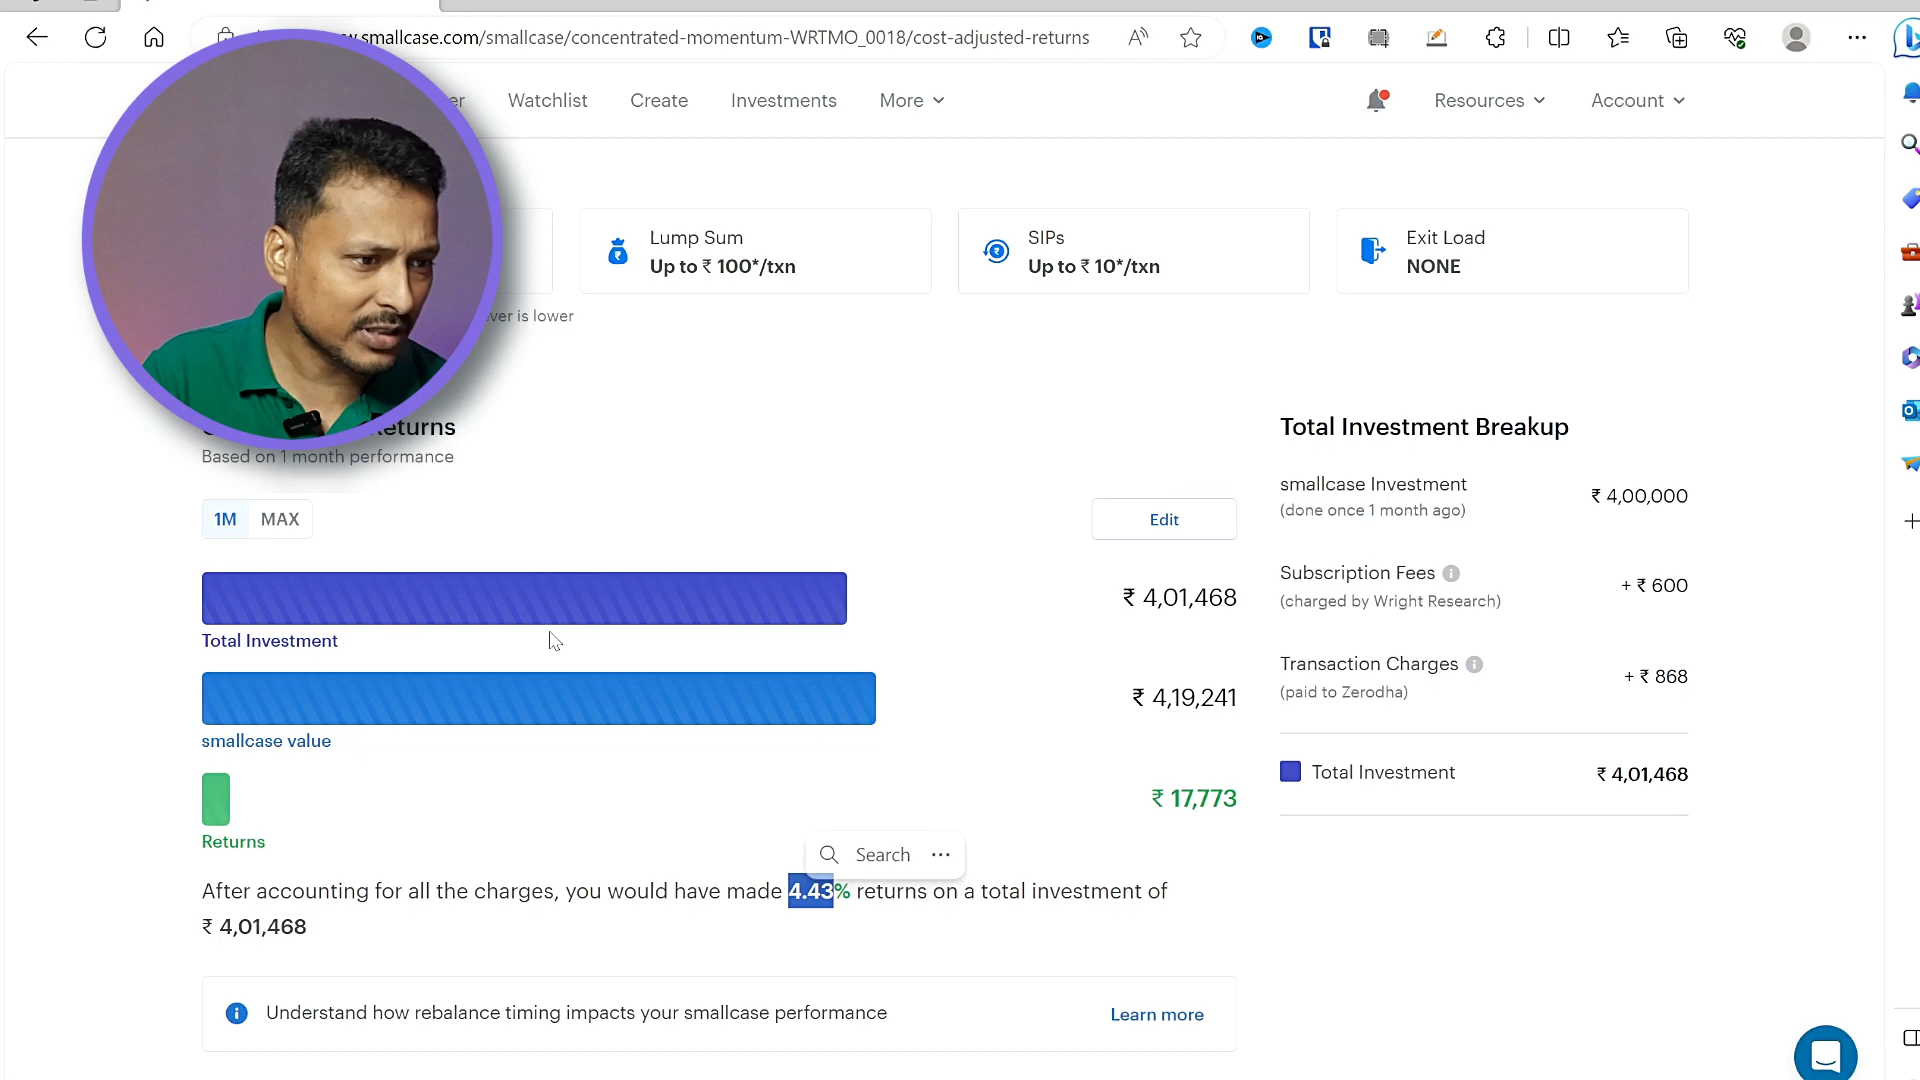 w.smallcase.com/smallcase/concentrated-momentum-WRTMO_0018/cost-adjusted-returns
Watchlist
Create
Investments
More
Resources
Account
Lump Sum
Up to ₹ 100*/txn
SIPs
Up to ₹ 10*/txn
Exit Load
NONE
ver is lower
Returns
Based on 1 month performance
1M MAX
Edit
₹ 4,01,468
Total Investment
₹ 4,19,241
smallcase value
₹ 17,773
Returns
Search ...
After accounting for all the charges, you would have made 4.43% returns on a total investment of
₹ 4,01,468
Understand how rebalance timing impacts your smallcase performance
Learn more
Total Investment Breakup
smallcase Investment
₹ 4,00,000
(done once 1 month ago)
Subscription Fees
+ ₹ 600
(charged by Wright Research)
Transaction Charges
+ ₹ 868
(paid to Zerodha)
Total Investment
₹ 4,01,468